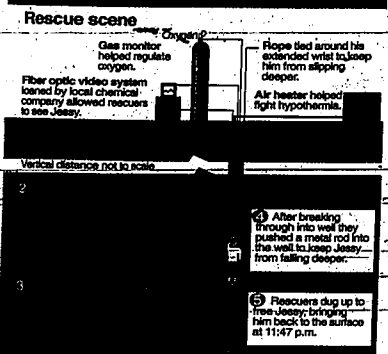 Rescue scene
Oxygen
Gas monitor
helped regulate
oxygen.
Rope tied around his
extended wrist to keep
him from slipping
deeper.
Fiber optic video system
loaned by local chemical
company allowed rescuers
to see Jessy.
Air heater helped
fight hypothermia.
Vertical distance not to scale
2
4 After breaking
through into well they
pushed a metal rod into
the well to keep Jessy
from falling deeper.
3
5 Rescuers dug up to
free Jessy, bringing
him back to the surface
at 11:47 p.m.